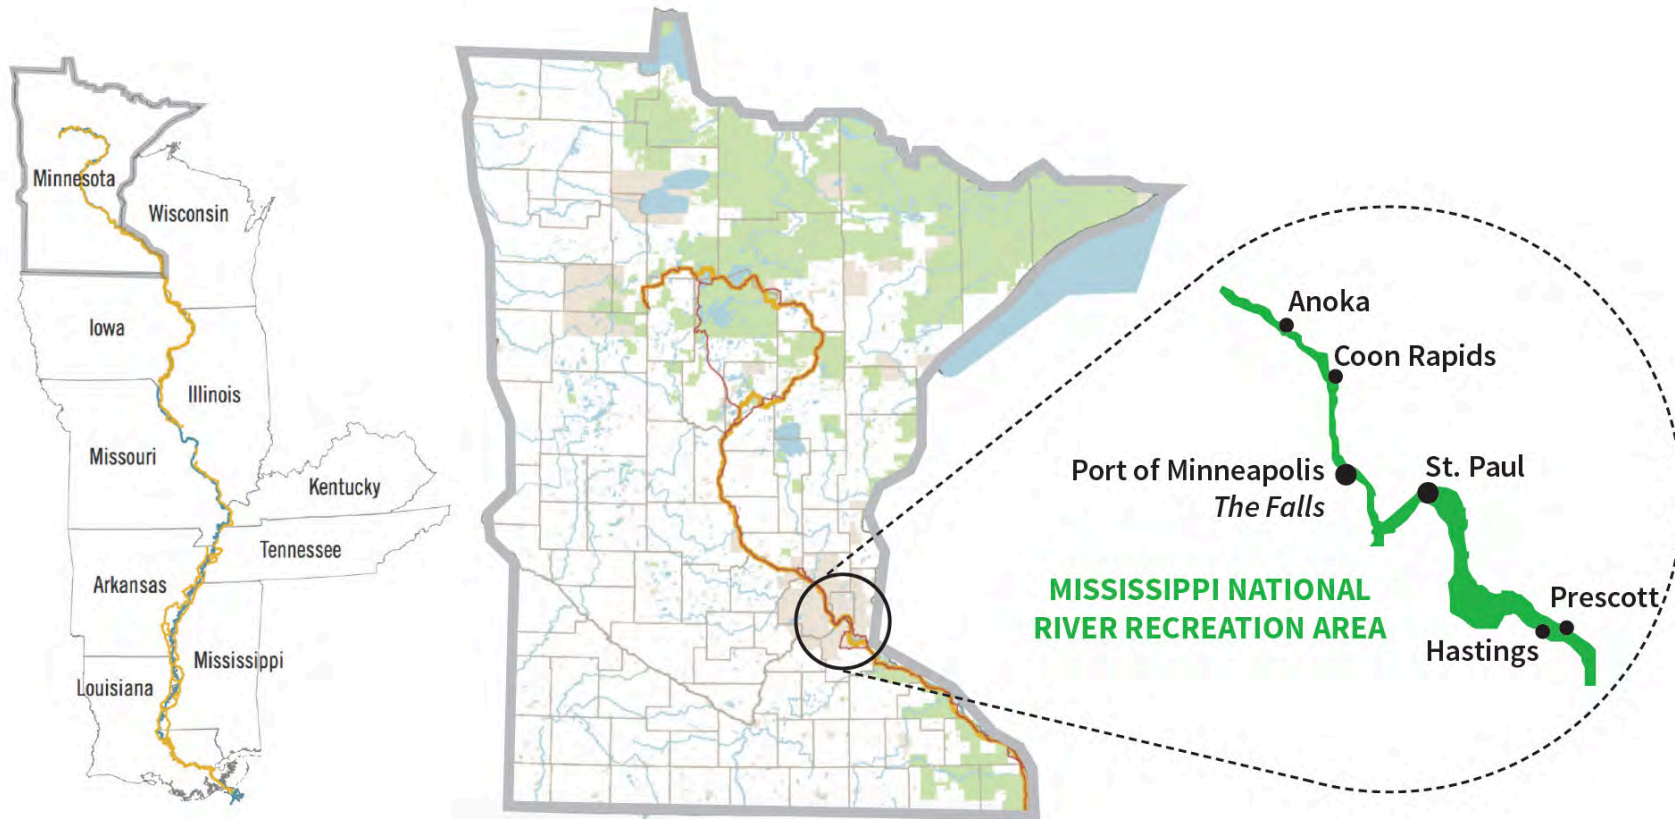 Minnesota
Wisconsin
Iowa
Illinois
Missouri
Kentucky
Tennessee
Arkansas
Mississippi
Louisiana
Anoka
Coon Rapids
Port of Minneapolis
The Falls
St. Paul
MISSISSIPPI NATIONAL
RIVER RECREATION AREA
Prescott
Hastings